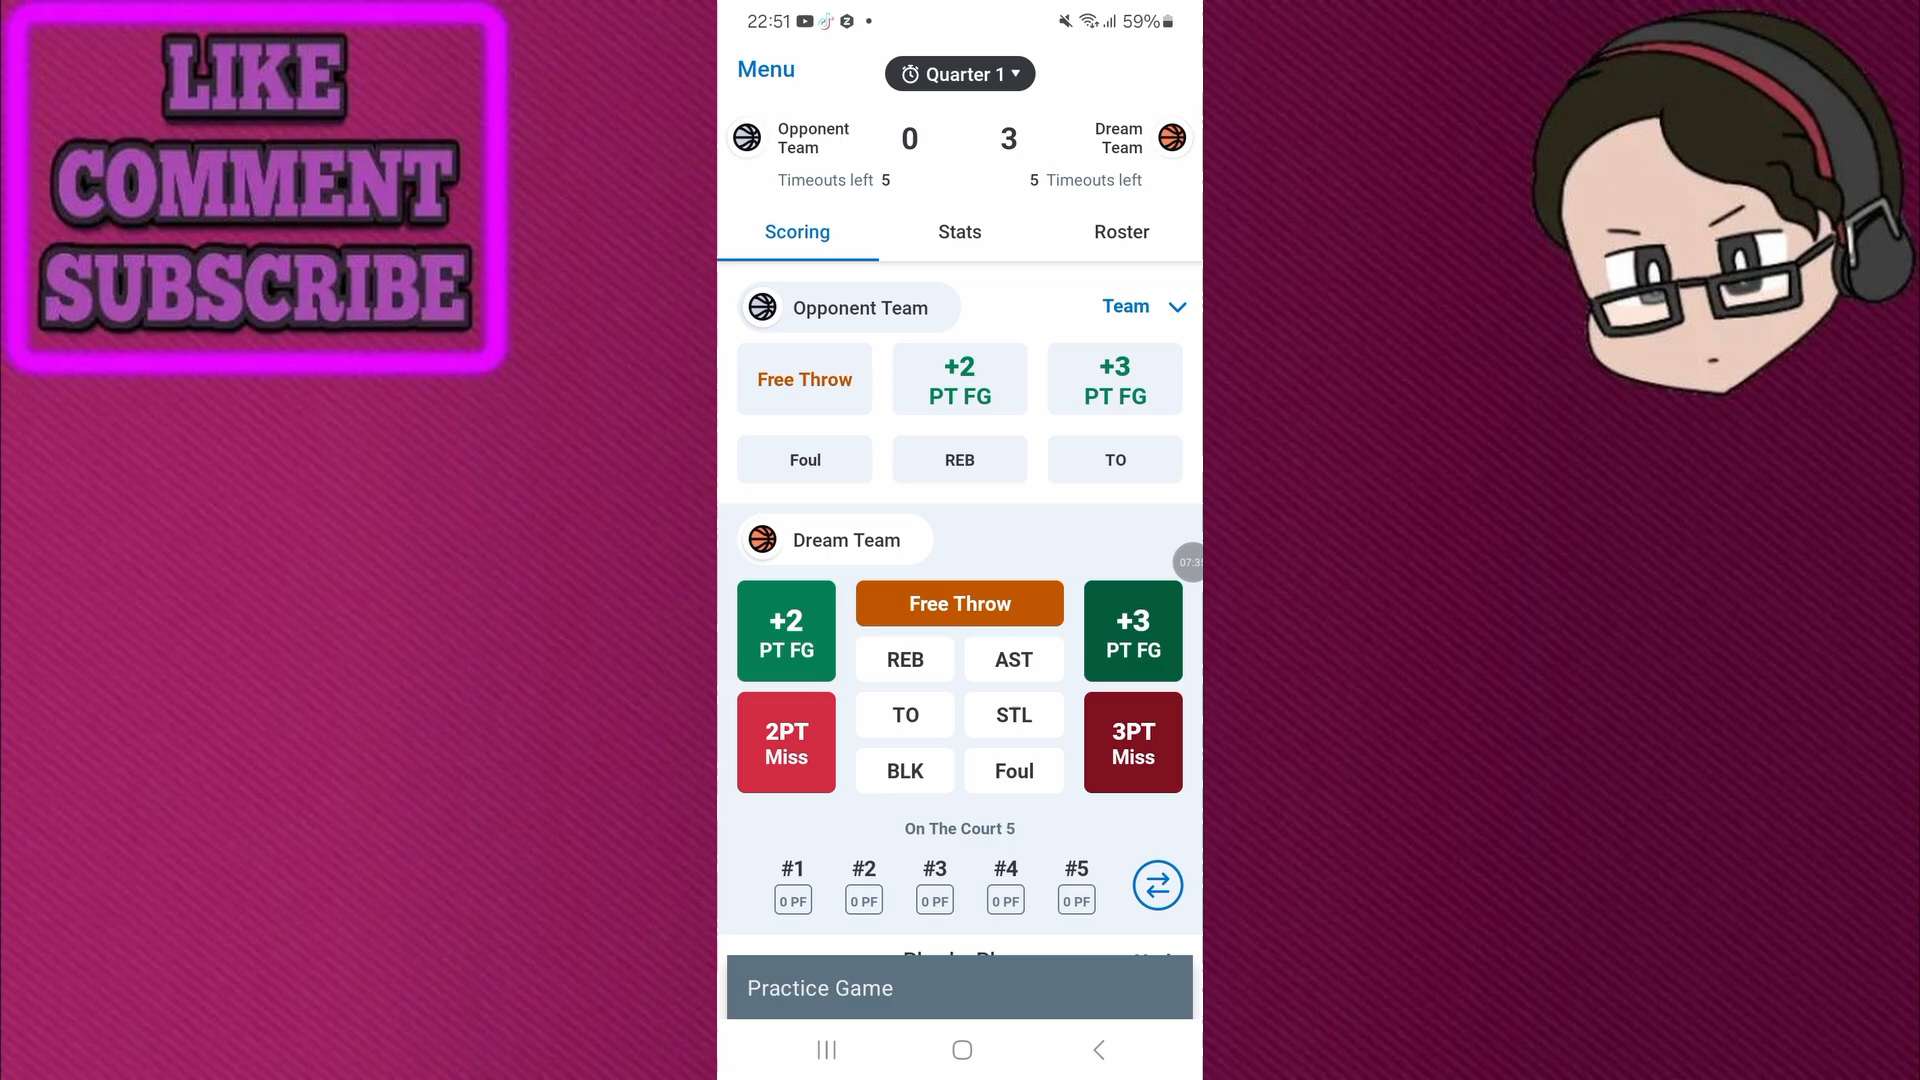 LIKE
COMMENT
SUBSCRIBE
22:51
59%
Menu
Quarter 1
Opponent
Team
0
3
Dream
Team
Timeouts left 5
5 Timeouts left
Scoring
Stats
Roster
Opponent Team
Team
Free Throw
+2
PT FG
+3
PT FG
Foul
REB
TO
Dream Team
+2
PT FG
Free Throw
+3
PT FG
REB
AST
2PT
Miss
TO
STL
3PT
Miss
BLK
Foul
On The Court 5
#1
#2
#3
#4
#5
0 PF
0 PF
0 PF
0 PF
0 PF
Practice Game